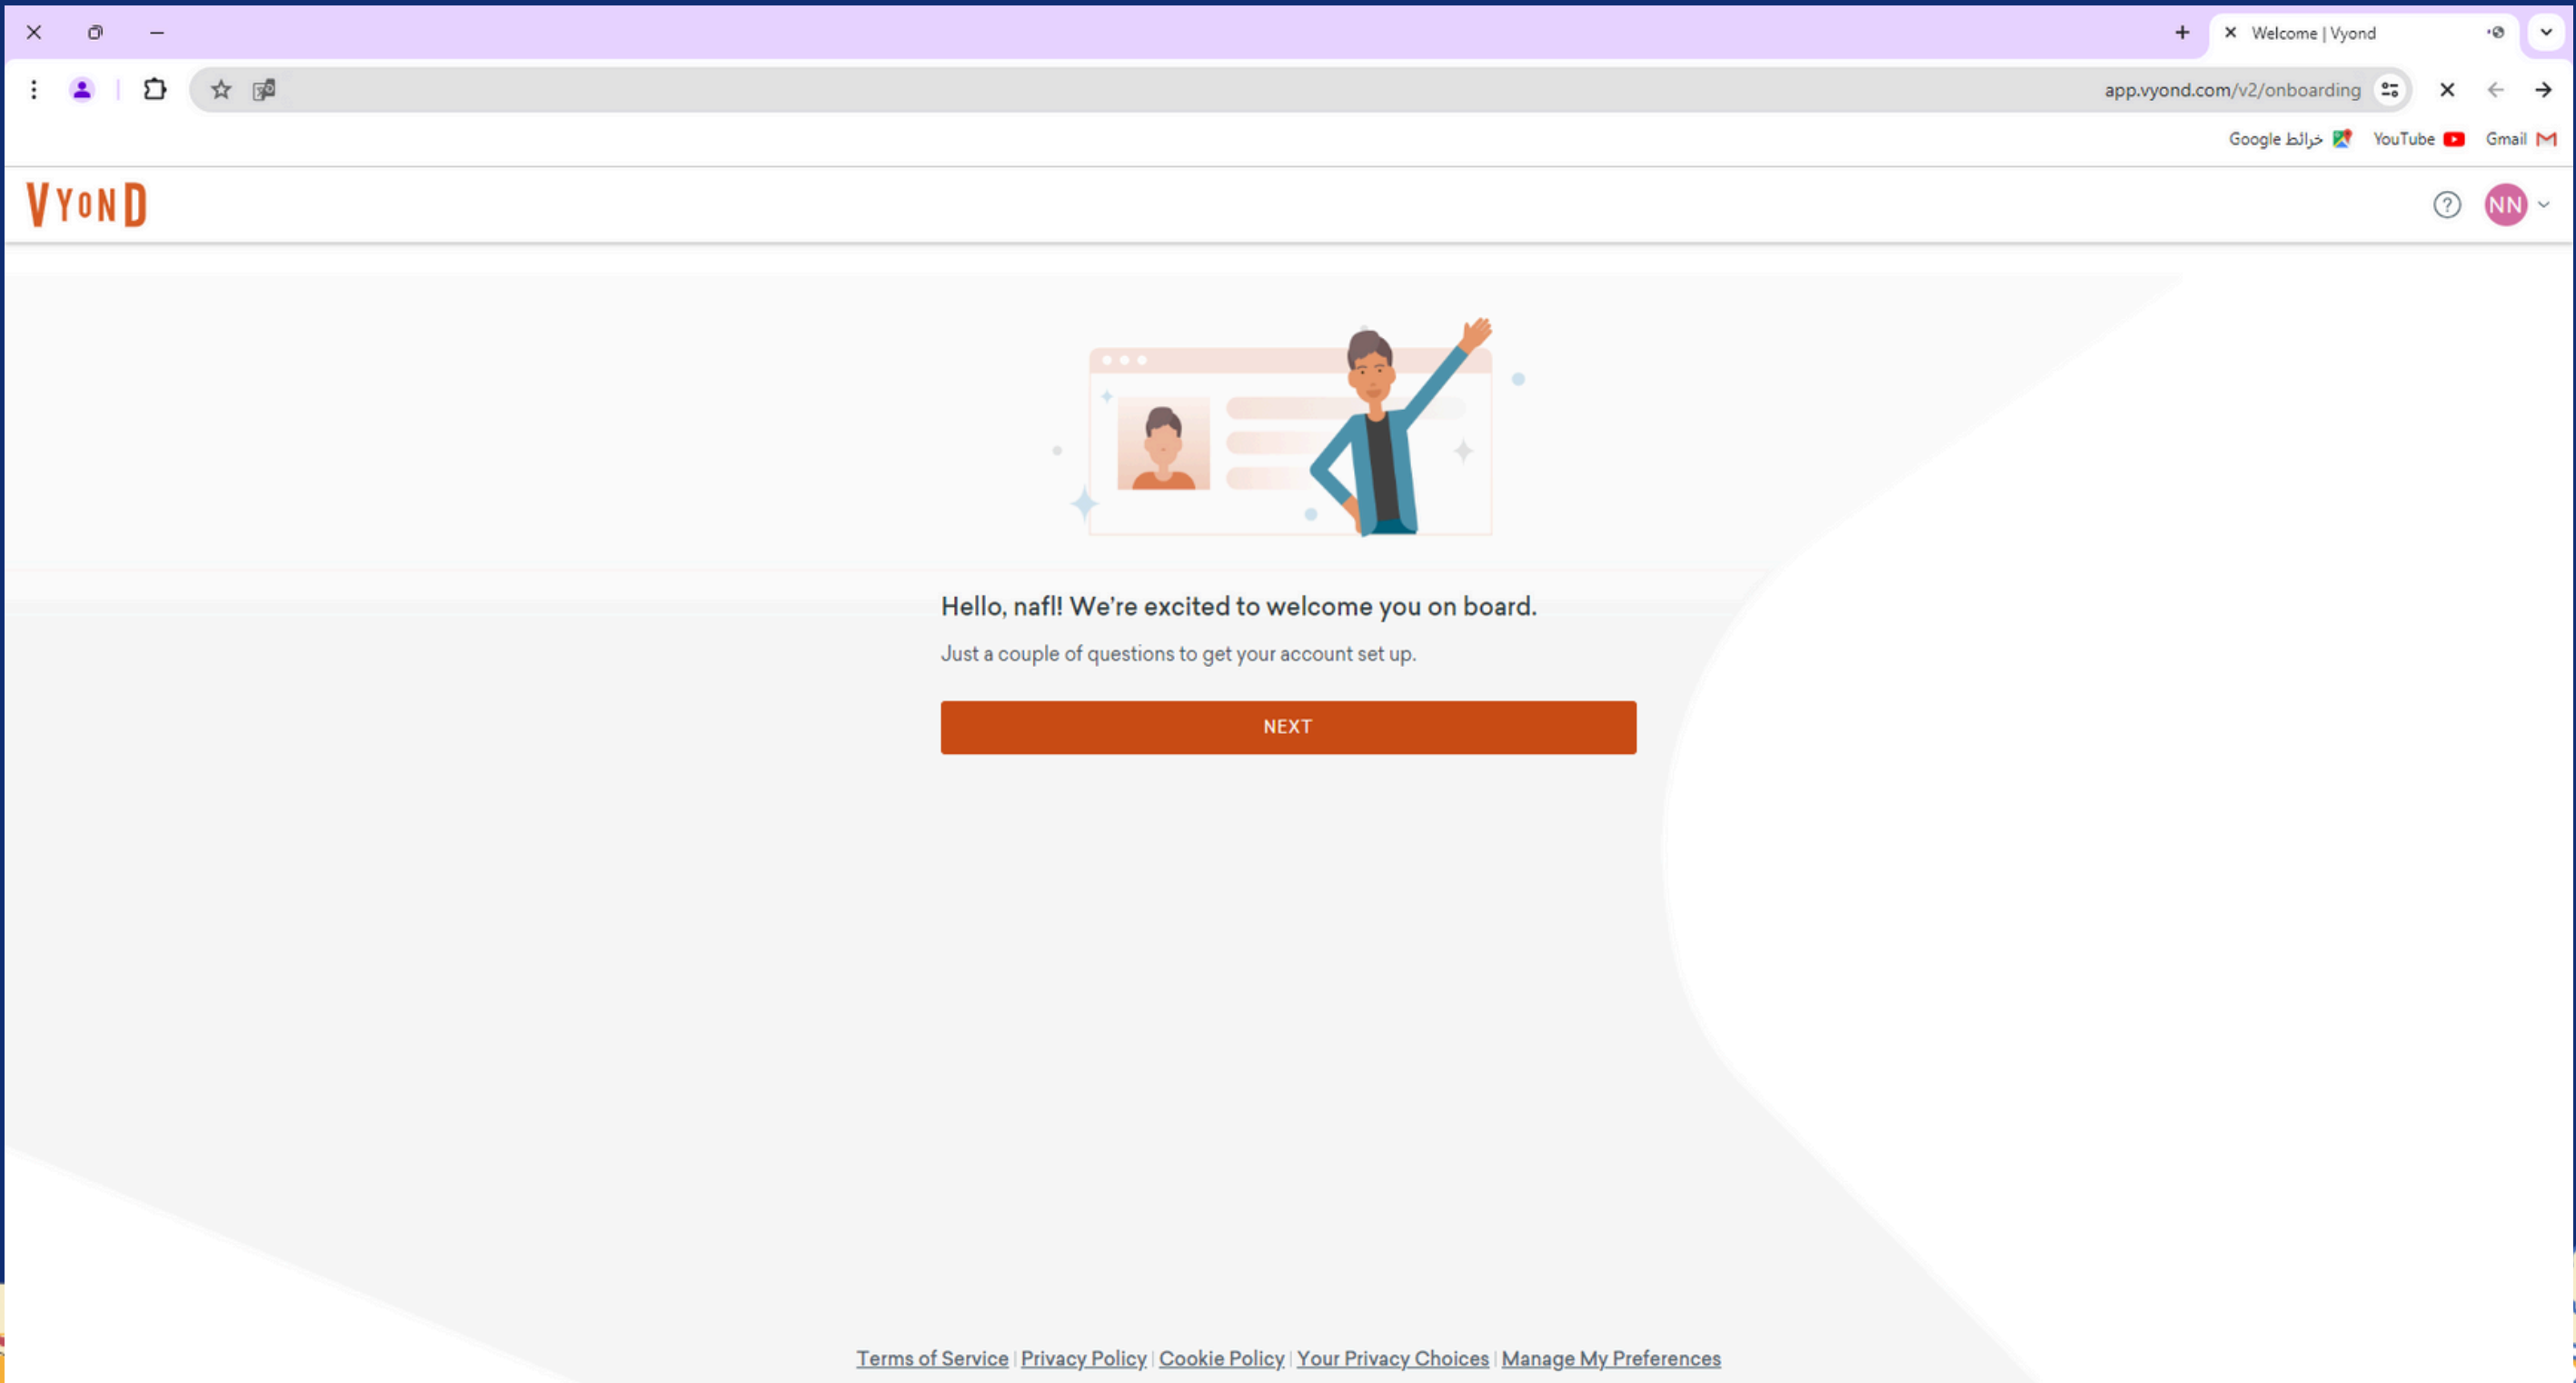 Welcome | Vyond
app.vyond.com/v2/onboarding
Gmail
YouTube
خرائط Google
VYOND
NN
Hello, nafl! We’re excited to welcome you on board.
Just a couple of questions to get your account set up.
NEXT
Terms of Service | Privacy Policy | Cookie Policy | Your Privacy Choices | Manage My Preferences